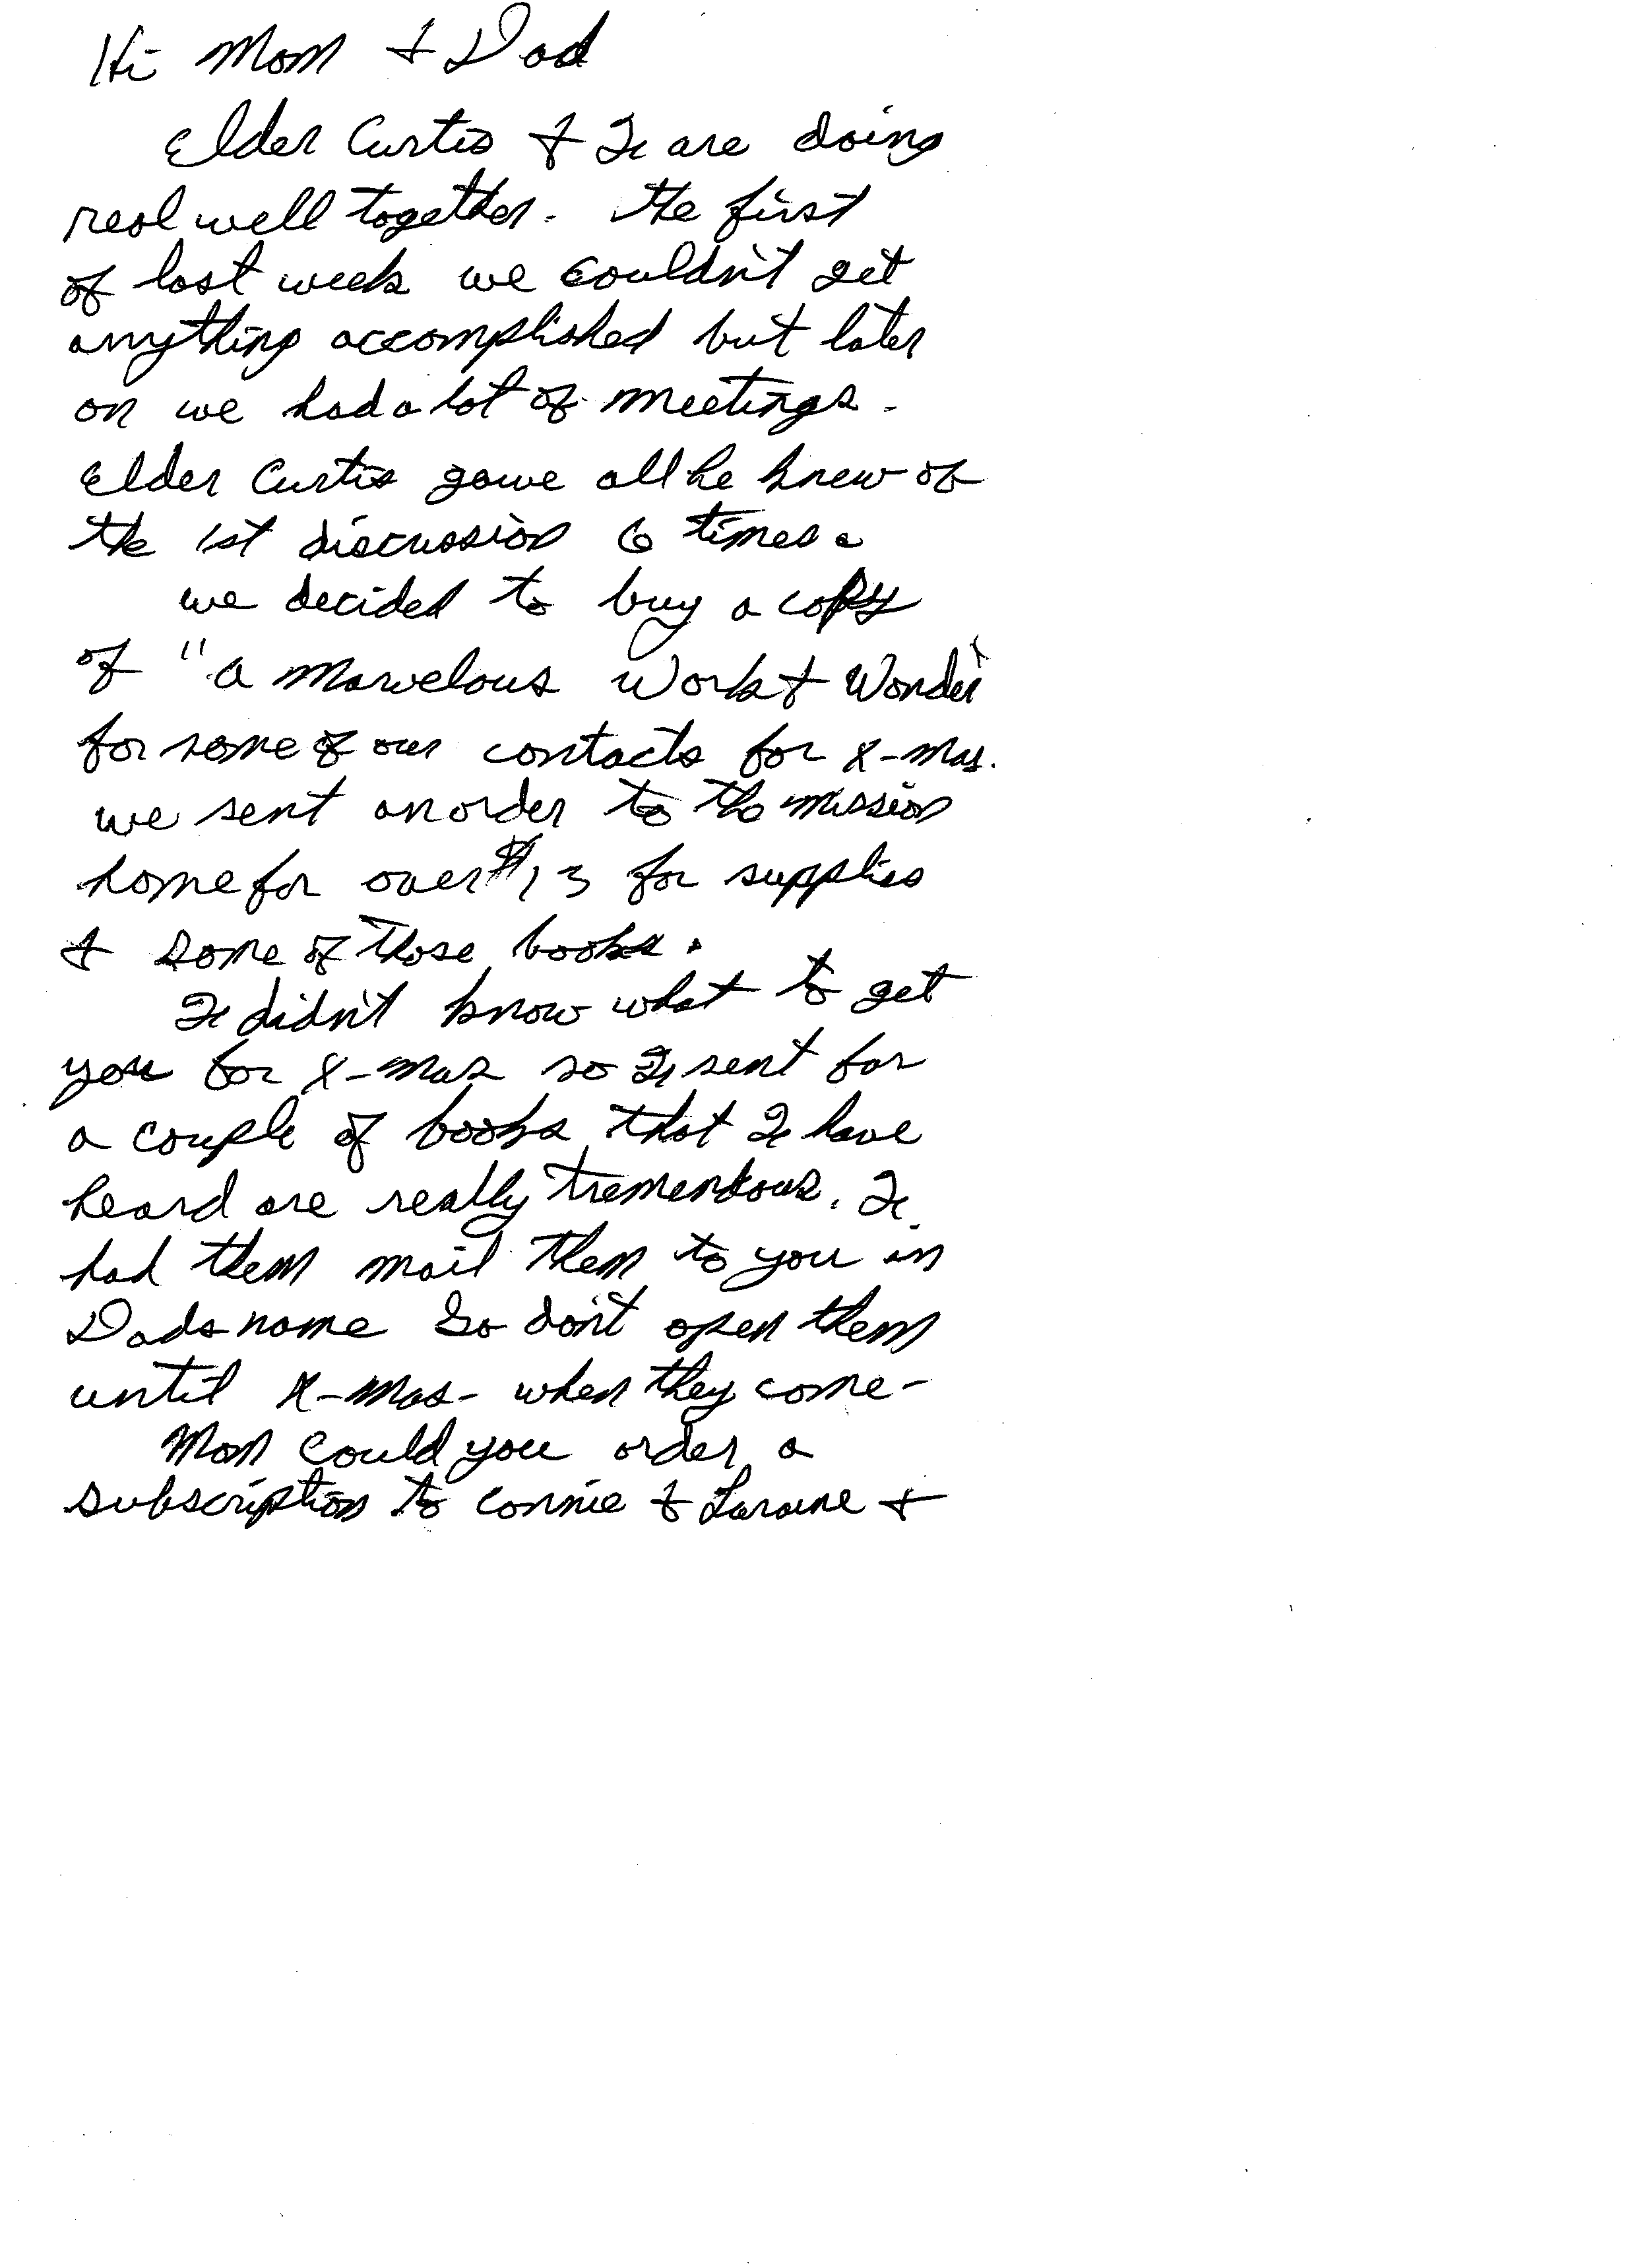 Hi Mom & Dad
Elder Curtis & I are doing
real well together. The first
of last week we couldn't get
anything accomplished but later
on we had a lot of meetings.
Elder Curtis gave all he knew of
the 1st discussion 6 times.
we decided to buy a copy
of "A Marvelous Work & Wonder"
for some of our contacts for X-mas.
we sent an order to the mission
home for over $13 for supplies
& some of those books.
I didn't know what to get
you for X-mas so I sent for
a couple of books that I have
heard are really tremendous. I
had them mail them to you in
Dads name So don't open them
until X-mas - when they come -
Mom could you order a
subscription to Connie & Laraine &